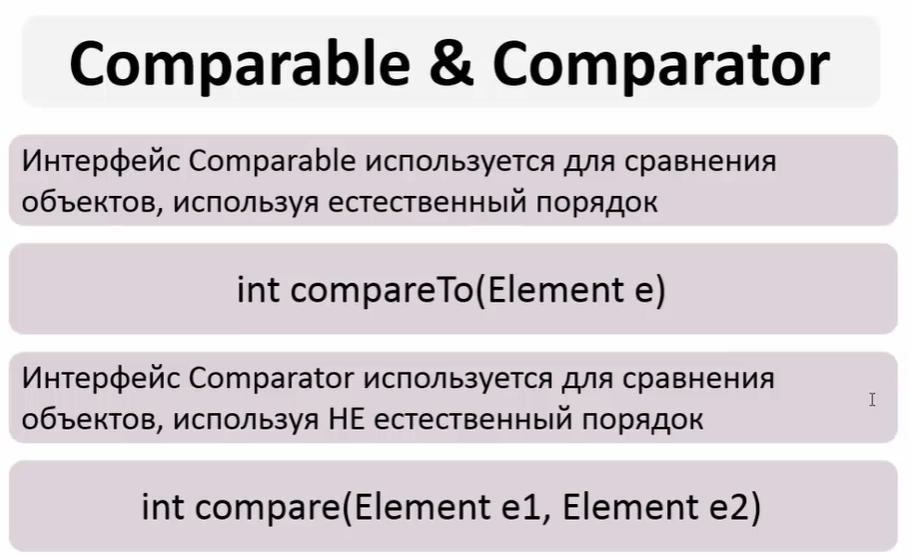 Comparable & Comparator
Интерфейс Comparable используется для сравнения
объектов, используя естественный порядок
int compareTo(Element e)
Интерфейс Comparator используется для сравнения
объектов, используя НЕ естественный порядок
int compare(Element e1, Element e2)